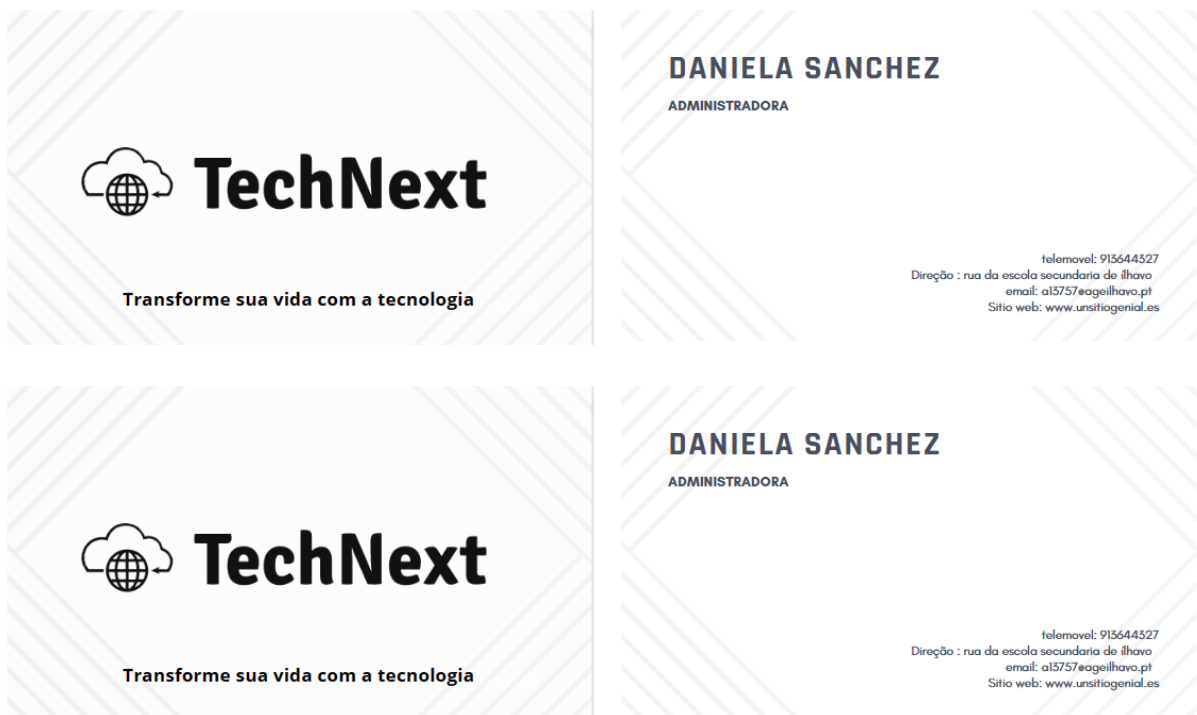 TechNext
Transforme sua vida com a tecnologia
DANIELA SANCHEZ
ADMINISTRADORA
telemovel: 913644327
Direção : rua da escola secundaria de ílhavo
email: a13757@ageilhavo.pt
Sitio web: www.unsitiogenial.es
TechNext
Transforme sua vida com a tecnologia
DANIELA SANCHEZ
ADMINISTRADORA
telemovel: 913644327
Direção : rua da escola secundaria de ílhavo
email: a13757@ageilhavo.pt
Sitio web: www.unsitiogenial.es